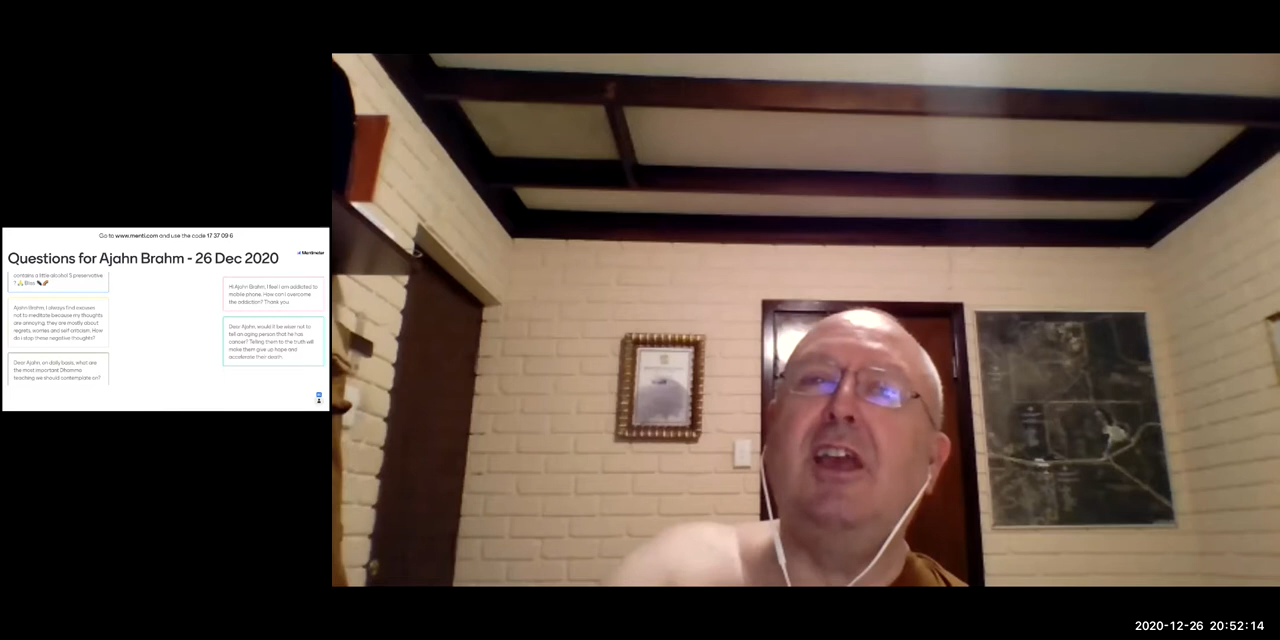 Go to www.menti.com and use the code 17 37 09 6
Questions for Ajahn Brahm - 26 Dec 2020
Mentimeter
contains a little alcohol & preservative
Ajahn Brahm, I always find excuses
not to meditate because my thoughts
are annoying; they are mostly about
regrets, worries and self criticism. How
do i stop these negative thoughts?
Dear Ajahn, on daily basis, what are
the most important Dhamma
teaching we should contemplate on?
Hi Ajahn Brahm, I feel I am addicted to
mobile phone. How can I overcome
the addiction? Thank you
Dear Ajahn, would it be wiser not to
tell an aging person that he has
cancer? Telling them to the truth will
make them give up hope and
accelerate their death.
2020-12-26 20:52:14